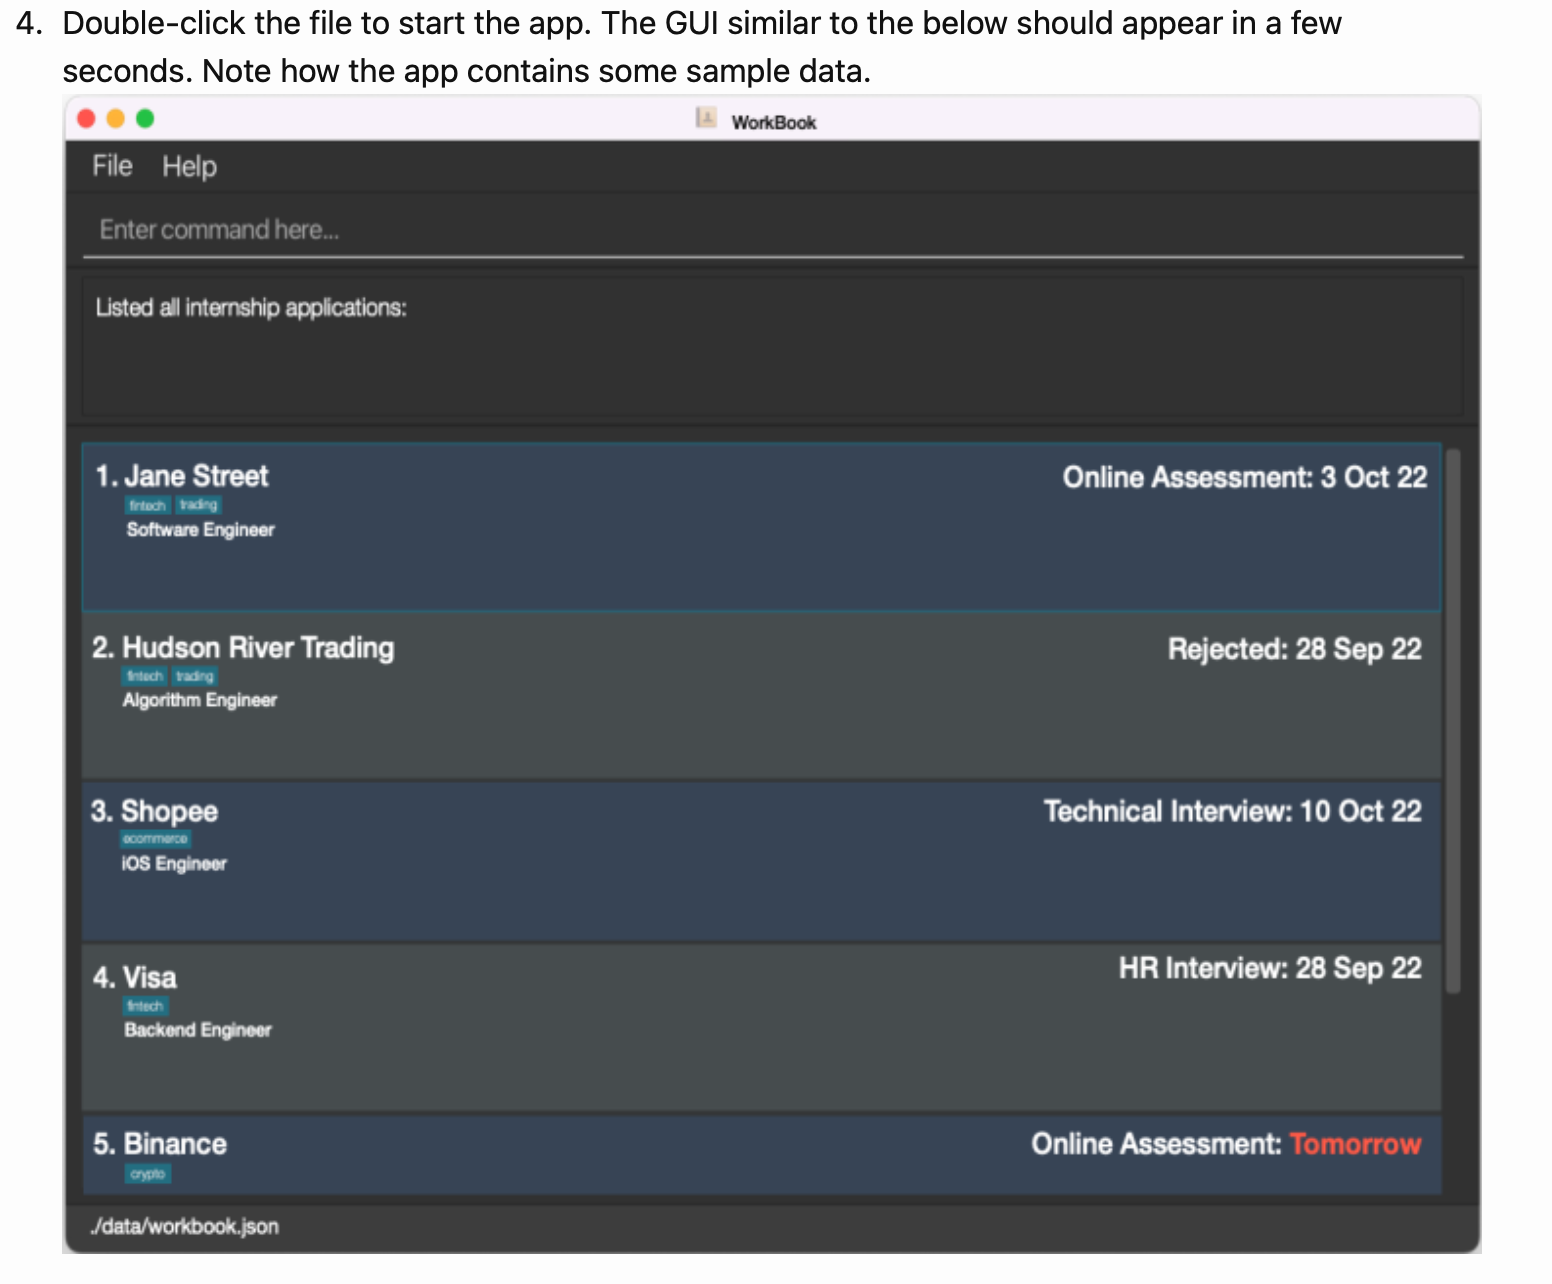 4. Double-click the file to start the app. The GUI similar to the below should appear in a few
seconds. Note how the app contains some sample data.
WorkBook
File Help
Enter command here...
Listed all internship applications:
1. Jane Street Online Assessment: 3 Oct 22
fintech trading
Software Engineer
2. Hudson River Trading Rejected: 28 Sep 22
fintech trading
Algorithm Engineer
3. Shopee Technical Interview: 10 Oct 22
ecommerce
iOS Engineer
4. Visa HR Interview: 28 Sep 22
fintech
Backend Engineer
5. Binance Online Assessment: Tomorrow
crypto
./data/workbook.json